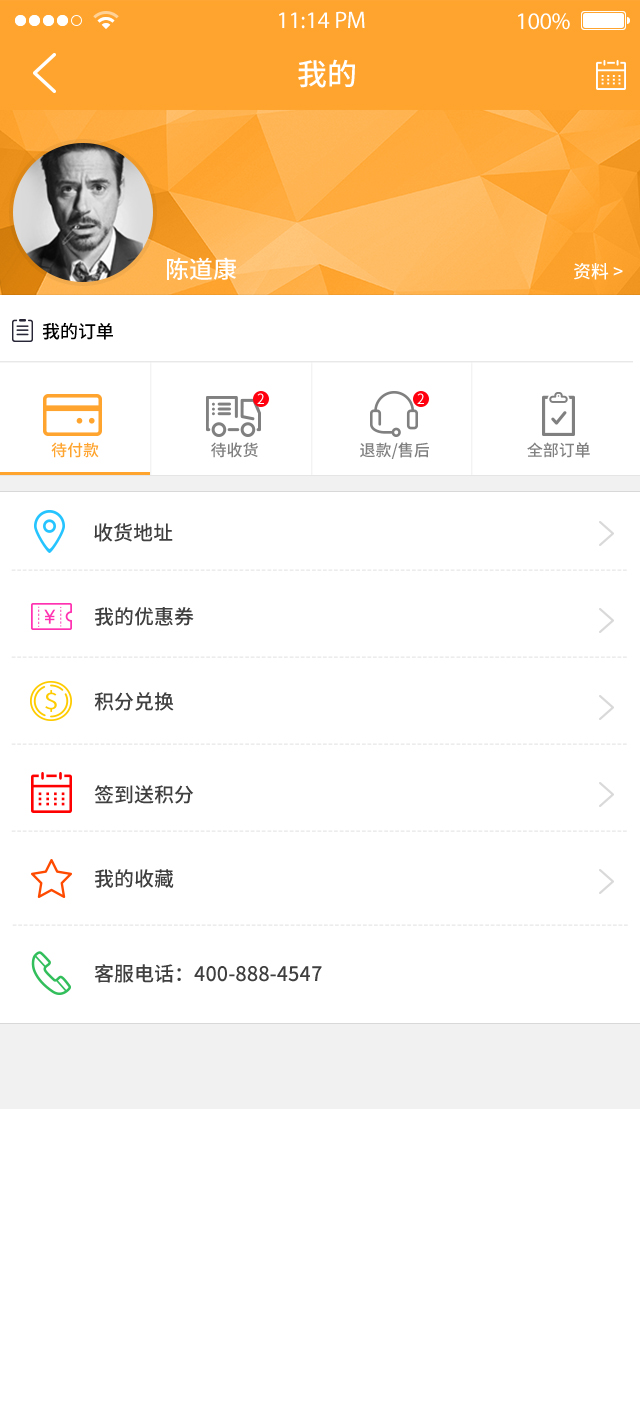 11:14 PM 100%
我的
陈道康 资料 >
我的订单
2 2
待付款 待收货 退款/售后 全部订单
收货地址
¥ 我的优惠券
$ 积分兑换
签到送积分
我的收藏
客服电话：400-888-4547